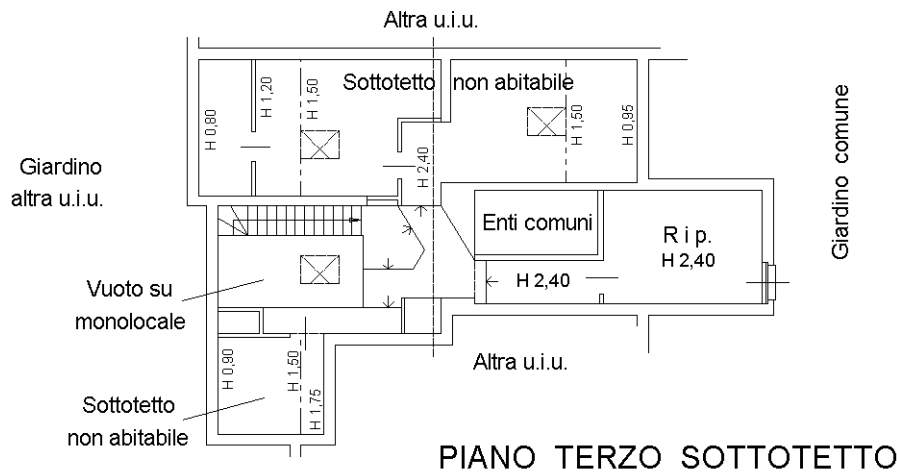 Altra u.i.u.
Sottotetto non abitabile
H 0,80
H 1,20
H 1,50
H 2,40
H 1,50
H 0,95
Giardino comune
Giardino
altra u.i.u.
Enti comuni
R i p.
H 2,40
H 2,40
Vuoto su
monolocale
H 0,90
H 1,50
H 1,75
Altra u.i.u.
Sottotetto
non abitabile
PIANO TERZO SOTTOTETTO